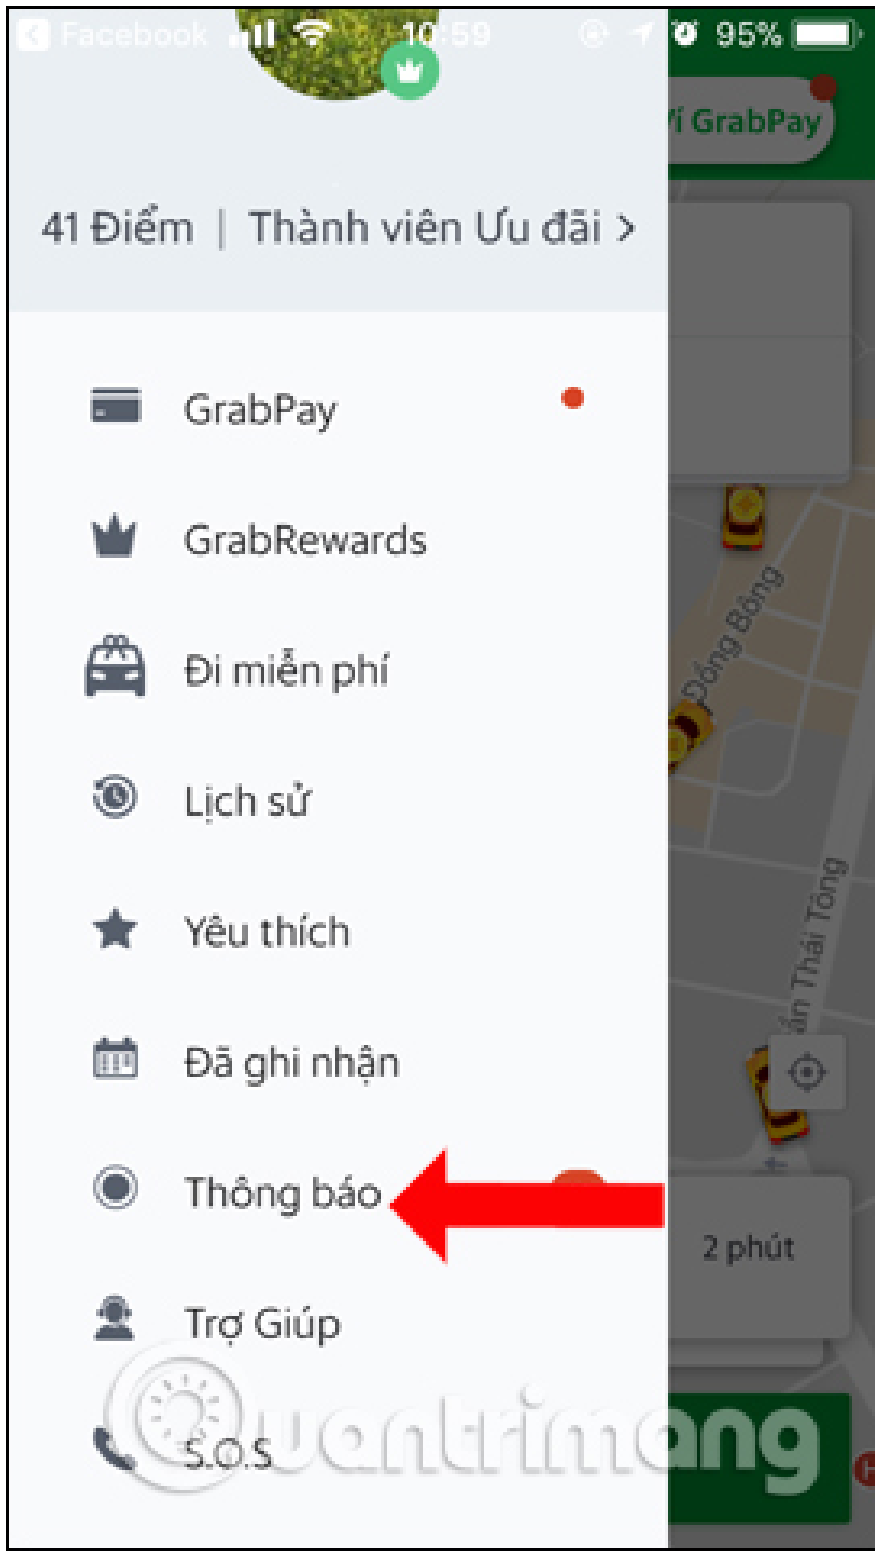 Facebook 10:59 95%
Ví GrabPay
41 Điểm | Thành viên Ưu đãi >
GrabPay
GrabRewards
Đi miễn phí
Lịch sử
Yêu thích
Đã ghi nhận
Thông báo
Trợ Giúp
S.O.S
Đồng Bông
Thái Tông
2 phút
Quantrimang
H